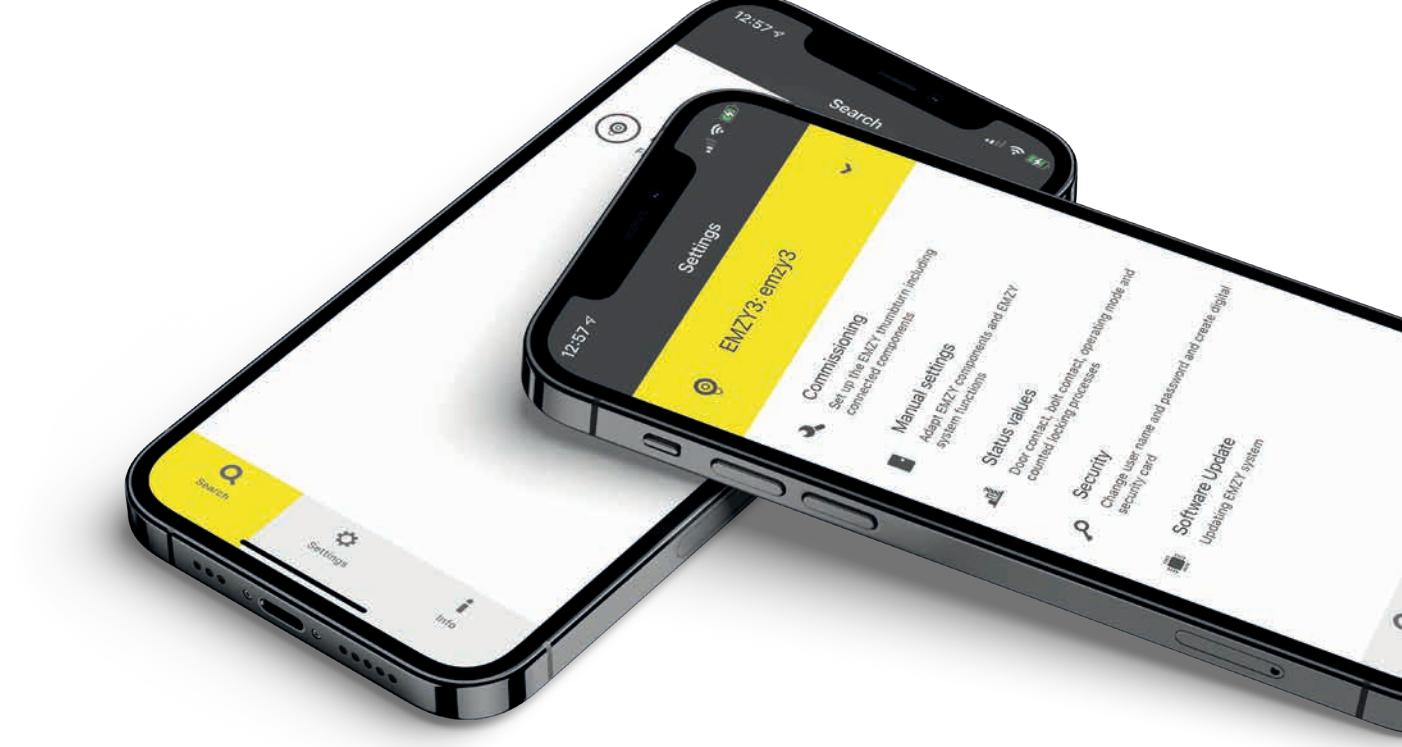 12:57
Search
Search
Settings
Info
12:57
Settings
EMZY3: emzy3
Commissioning
Set up the EMZY thumbturn including
connected components
Manual settings
Adapt EMZY components and EMZY
system functions
Status values
Door contact, bolt contact, operating mode and
counted locking processes
Security
Change user name and password and create digital
security card
Software Update
Updating EMZY system